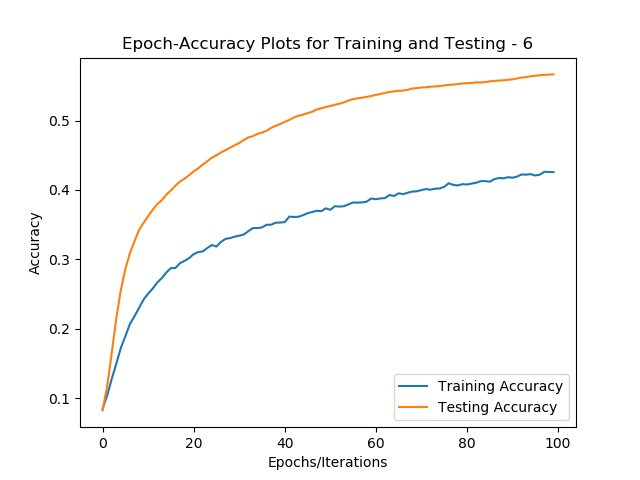 Epoch-Accuracy Plots for Training and Testing - 6
Accuracy
0.5
0.4
0.3
0.2
0.1
0 20 40 60 80 100
Epochs/Iterations
Training Accuracy
Testing Accuracy